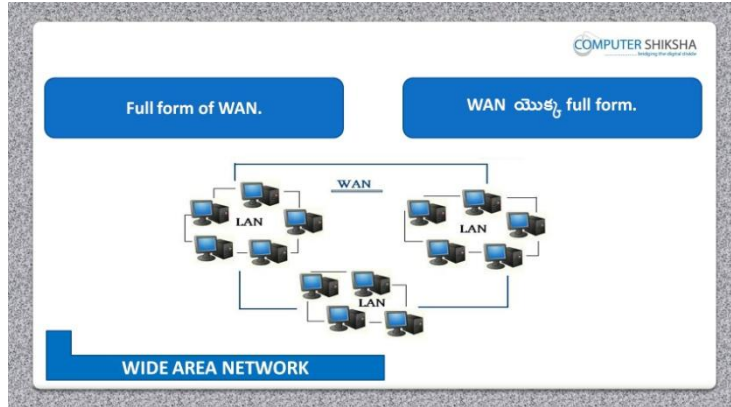 COMPUTER SHIKSHA
bridging the digital divide
Full form of WAN.
WAN యొక్క full form.
WAN
LAN
LAN
LAN
WIDE AREA NETWORK